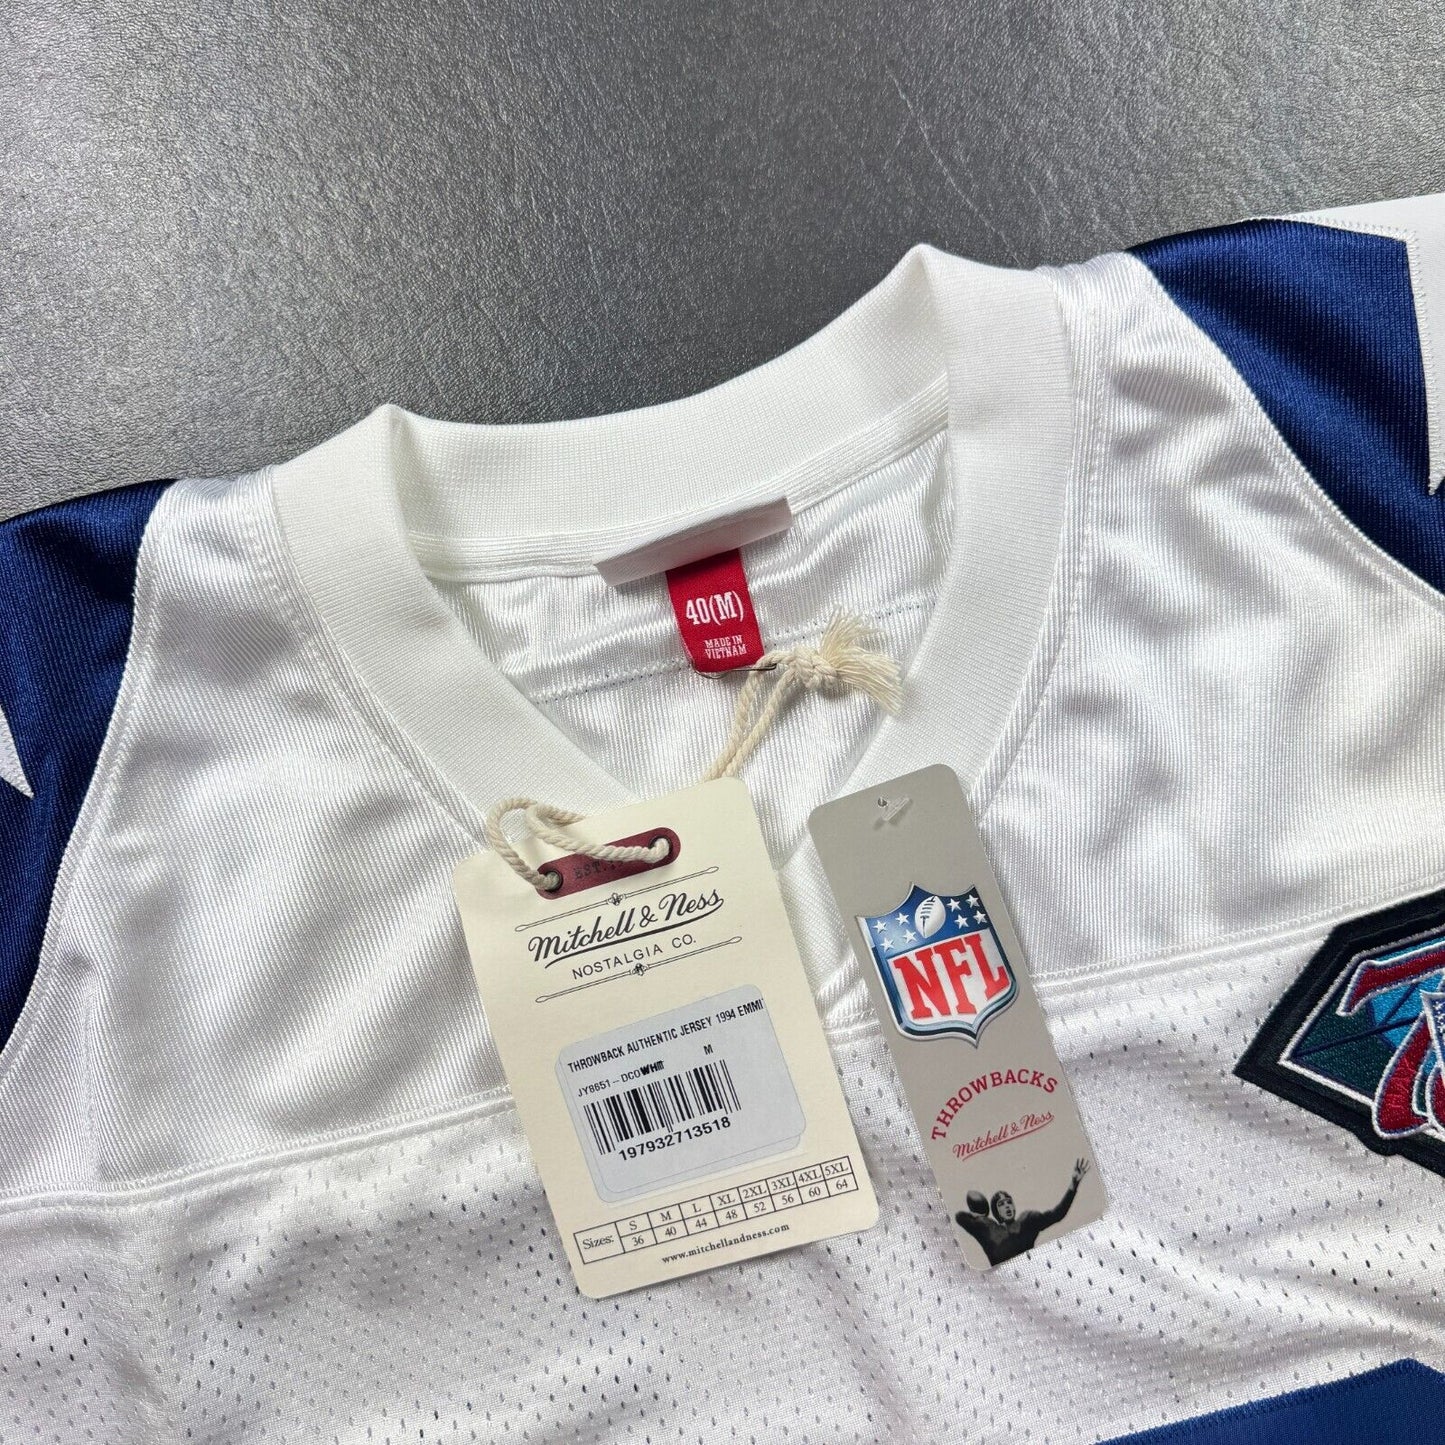 40(M)
MADE IN
VIETNAM
EST.
Mitchell & Ness
NOSTALGIA CO.
THROWBACK AUTHENTIC JERSEY 1994 EMMI
M
JY8651-DCOWHIT
197932713518
Sizes:
S M L XL 2XL 3XL 4XL 5XL
36 40 44 48 52 56 60 64
www.mitchellandness.com
NFL
THROWBACKS
Mitchell & Ness